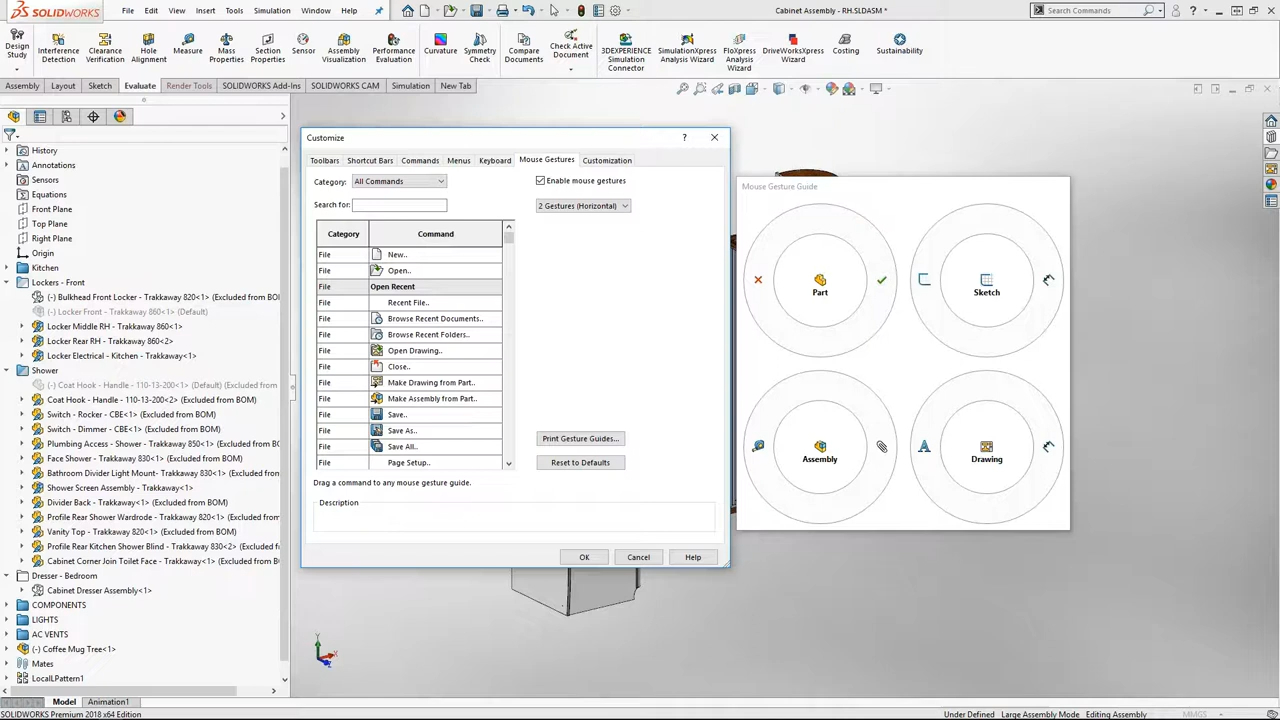 SOLIDWORKS
File Edit View Insert Tools Simulation Window Help
Cabinet Assembly - RH.SLDASM *
Search Commands
Design Study
Interference Detection
Clearance Verification
Hole Alignment
Measure
Mass Properties
Section Properties
Sensor
Assembly Visualization
Performance Evaluation
Curvature
Symmetry Check
Compare Documents
Check Active Document
3DEXPERIENCE Simulation Connector
SimulationXpress Analysis Wizard
FloXpress Analysis Wizard
DriveWorksXpress Wizard
Costing
Sustainability
Assembly Layout Sketch Evaluate Render Tools SOLIDWORKS Add-Ins SOLIDWORKS CAM Simulation New Tab
History
Annotations
Sensors
Equations
Front Plane
Top Plane
Right Plane
Origin
Kitchen
Lockers - Front
(-) Bulkhead Front Locker - Trakkaway 820<1> (Excluded from BOI
(-) Locker Front - Trakkaway 860<1> (Default)
Locker Middle RH - Trakkaway 860<1>
Locker Rear RH - Trakkaway 860<2>
Locker Electrical - Kitchen - Trakkaway<1>
Shower
(-) Coat Hook - Handle - 110-13-200<1> (Default) (Excluded from
Coat Hook - Handle - 110-13-200<2> (Excluded from BOM)
Switch - Rocker - CBE<1> (Excluded from BOM)
Switch - Dimmer - CBE<1> (Excluded from BOM)
Plumbing Access - Shower - Trakkaway 850<1> (Excluded from
Face Shower - Trakkaway 830<1> (Excluded from BOM)
Bathroom Divider Light Mount- Trakkaway 830<1> (Excluded fro
Shower Screen Assembly - Trakkaway<1>
Divider Back - Trakkaway 830<1> (Excluded from BOM)
Profile Rear Shower Wardrode - Trakkaway 830<1> (Excluded fro
Vanity Top - Trakkaway 820<1> (Excluded from BOM)
Profile Rear Kitchen Shower Blind - Trakkaway 830<2> (Excluded
Cabinet Corner Join Toilet Face - Trakkaway<1> (Excluded from
Dresser - Bedroom
Cabinet Dresser Assembly<1>
COMPONENTS
LIGHTS
AC VENTS
(-) Coffee Mug Tree<1>
Mates
LocalLPattern1
Customize
Toolbars Shortcut Bars Commands Menus Keyboard Mouse Gestures Customization
Category: All Commands
Enable mouse gestures
Search for:
2 Gestures (Horizontal)
Category Command
File New..
File Open..
File Open Recent
File Recent File..
File Browse Recent Documents..
File Browse Recent Folders..
File Open Drawing..
File Close..
File Make Drawing from Part..
File Make Assembly from Part..
File Save..
File Save As..
File Save All..
File Page Setup..
Print Gesture Guides...
Reset to Defaults
Drag a command to any mouse gesture guide.
Description
OK Cancel Help
Mouse Gesture Guide
Part
Sketch
Assembly
Drawing
Y
Model Animation1
SOLIDWORKS Premium 2018 x64 Edition
Under Defined Large Assembly Mode Editing Assembly MMGS